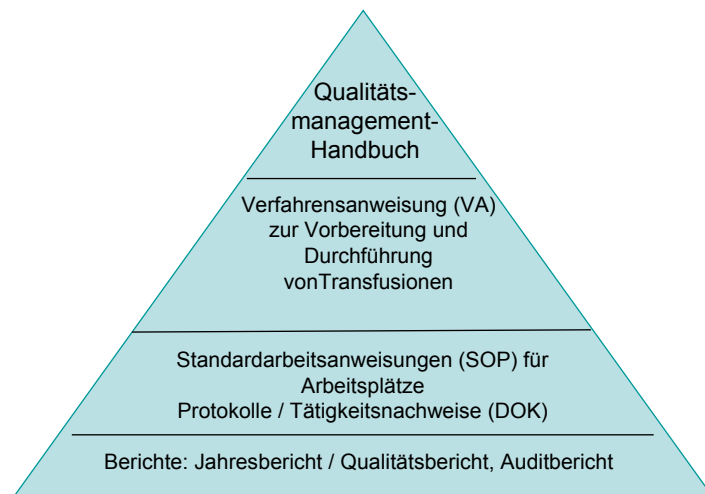 Qualitäts-
management-
Handbuch
Verfahrensanweisung (VA)
zur Vorbereitung und
Durchführung
vonTransfusionen
Standardarbeitsanweisungen (SOP) für
Arbeitsplätze
Protokolle / Tätigkeitsnachweise (DOK)
Berichte: Jahresbericht / Qualitätsbericht, Auditbericht